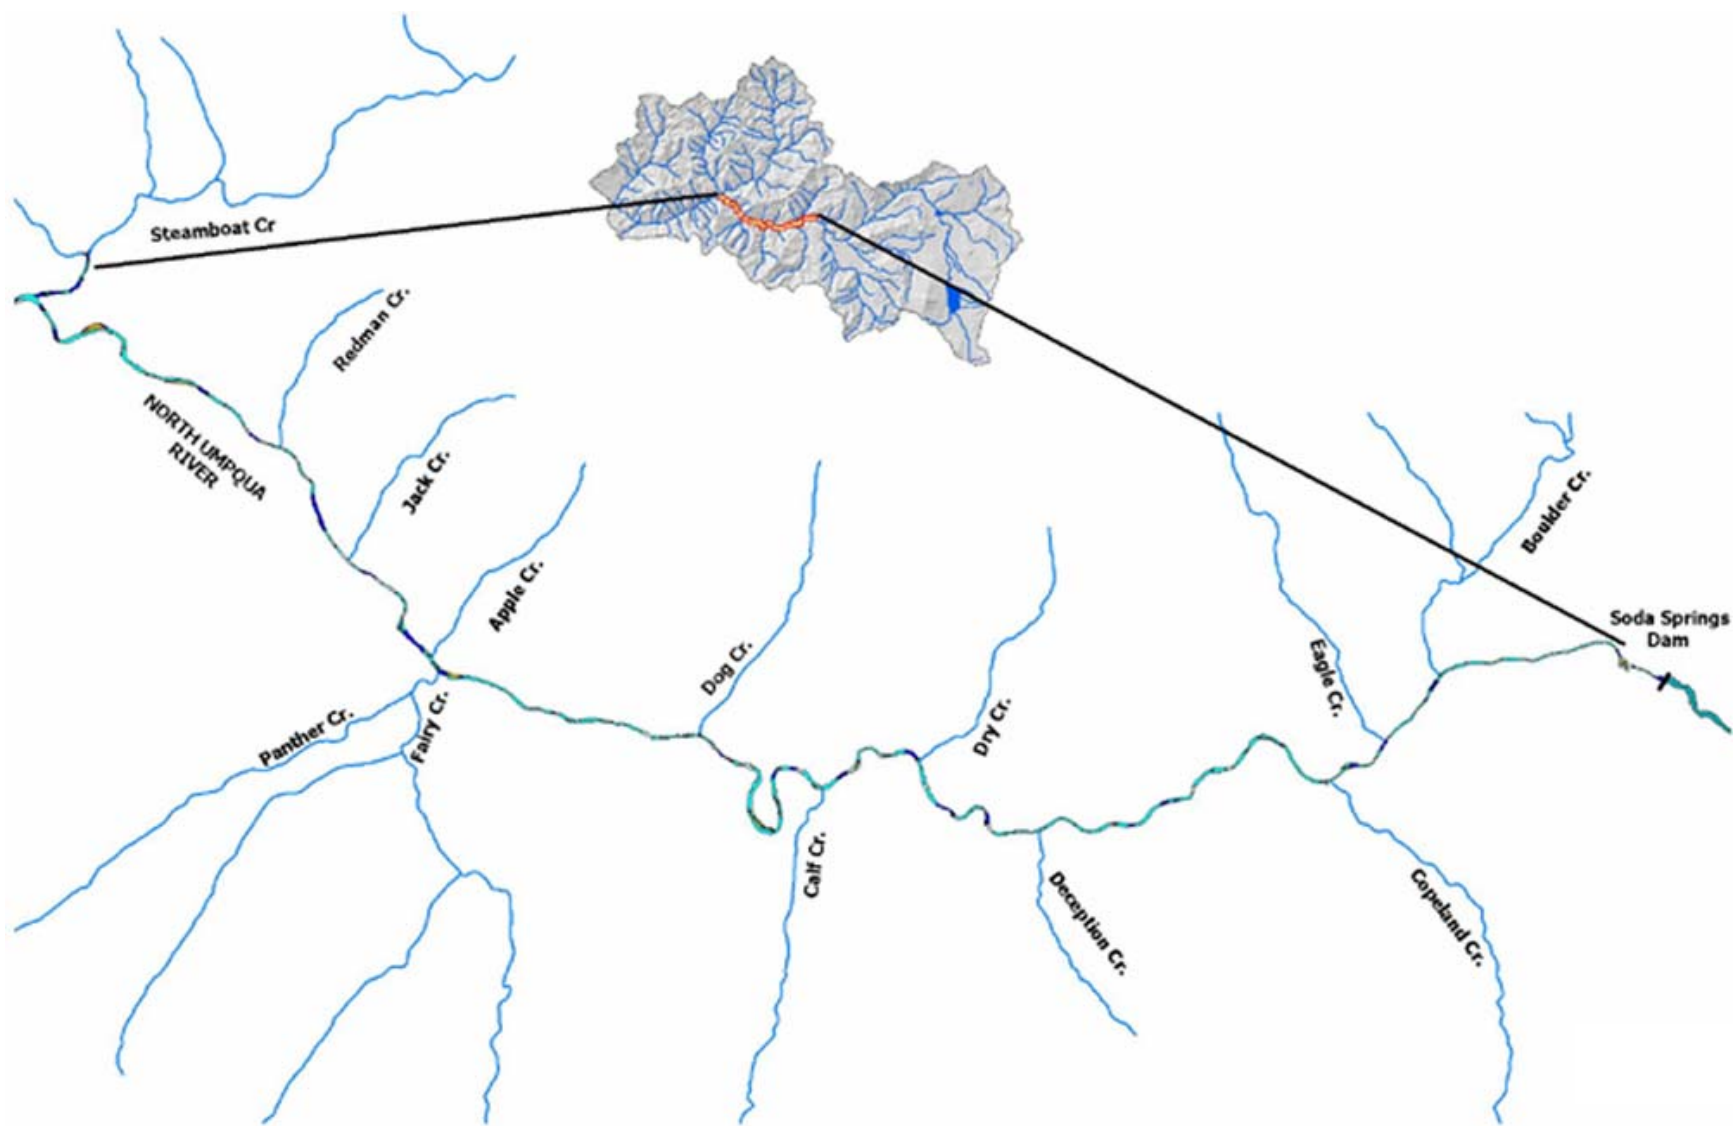 Steamboat Cr
Redman Cr.
NORTH UMPQUA
RIVER
Jack Cr.
Apple Cr.
Boulder Cr.
Soda Springs
Dam
Dog Cr.
Eagle Cr.
Dry Cr.
Panther Cr.
Fairy Cr.
Calf Cr.
Deception Cr.
Copeland Cr.